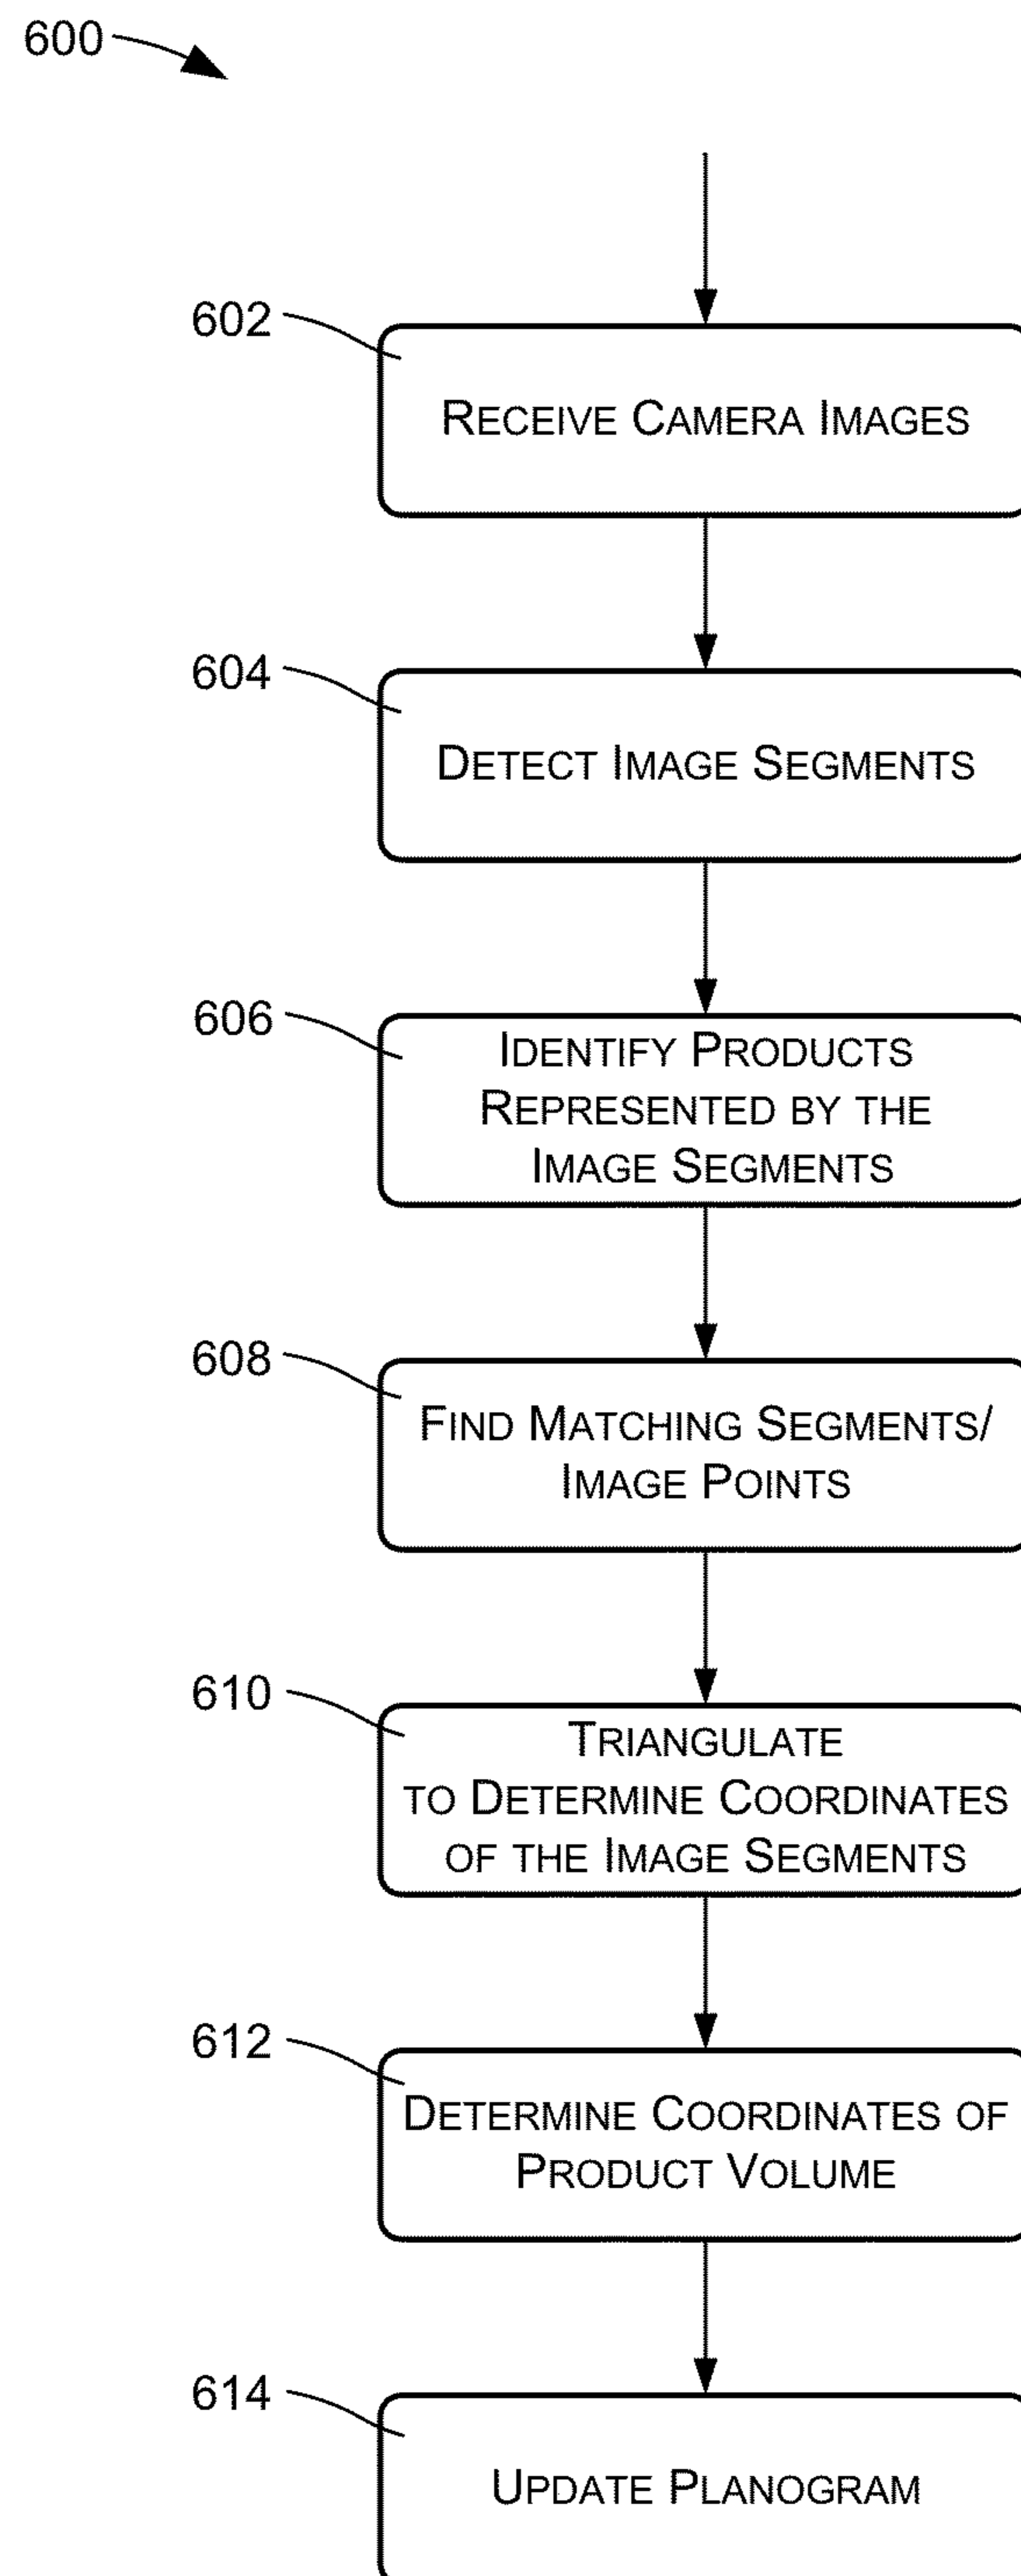 600
602
RECEIVE CAMERA IMAGES
604
DETECT IMAGE SEGMENTS
606
IDENTIFY PRODUCTS
REPRESENTED BY THE
IMAGE SEGMENTS
608
FIND MATCHING SEGMENTS/
IMAGE POINTS
610
TRIANGULATE
TO DETERMINE COORDINATES
OF THE IMAGE SEGMENTS
612
DETERMINE COORDINATES OF
PRODUCT VOLUME
614
UPDATE PLANOGRAM